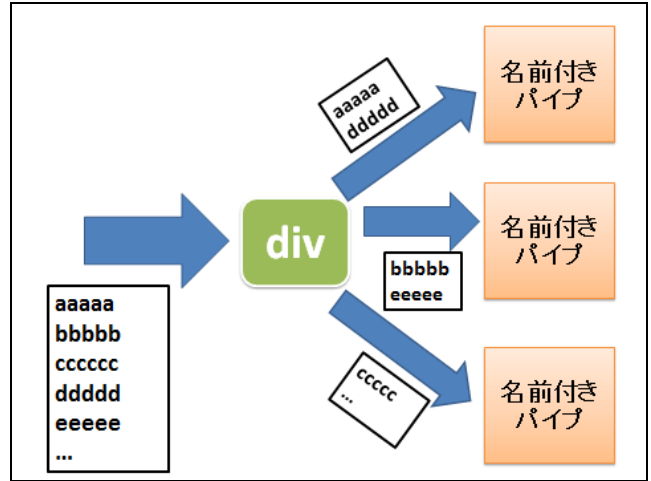 aaaaa
bbbbb
cccccc
ddddd
eeeee
...
div
aaaaa
ddddd
名前付き
パイプ
bbbbb
eeeee
名前付き
パイプ
ccccc
...
名前付き
パイプ